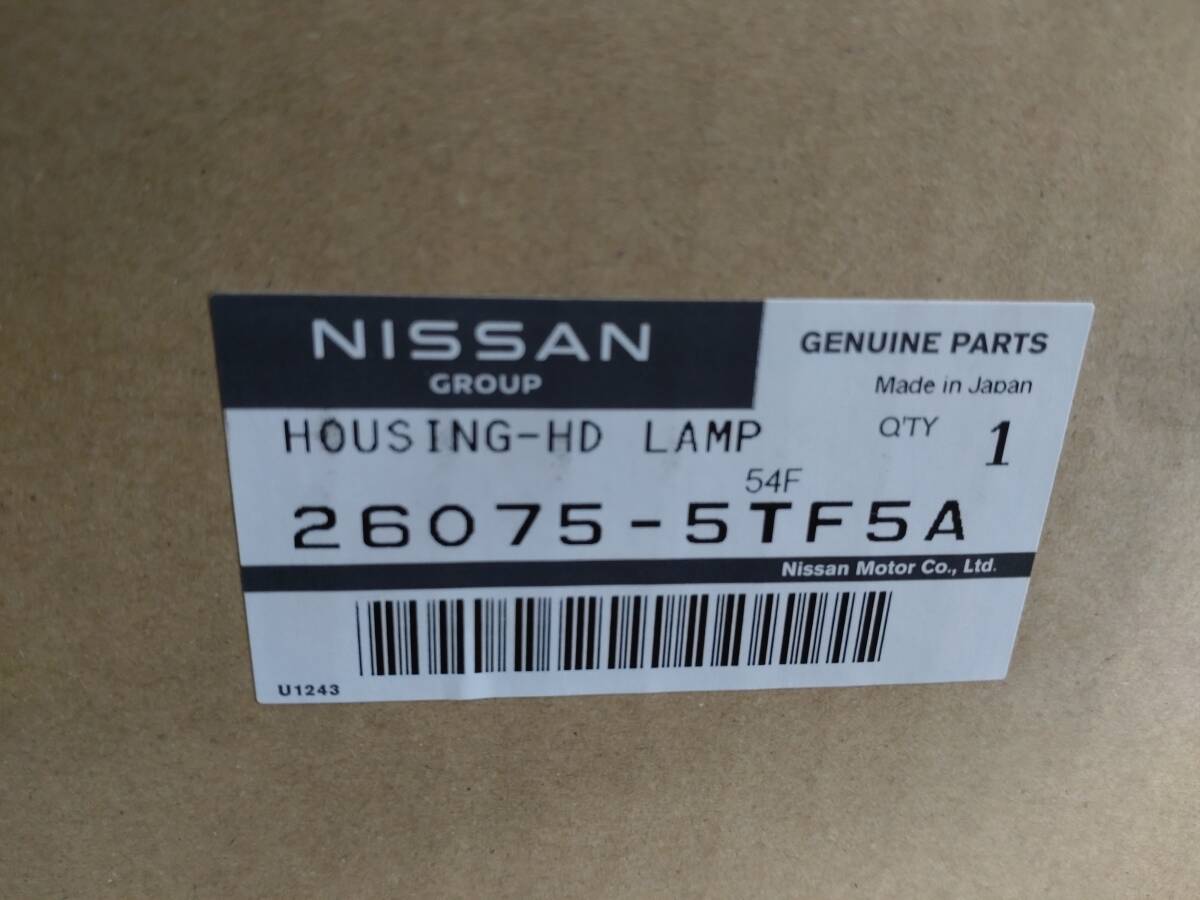 NISSAN
GROUP
GENUINE PARTS
Made in Japan
HOUSING-HD LAMP
Q'TY 1
54F
26075-5TF5A
Nissan Motor Co., Ltd.
U1243